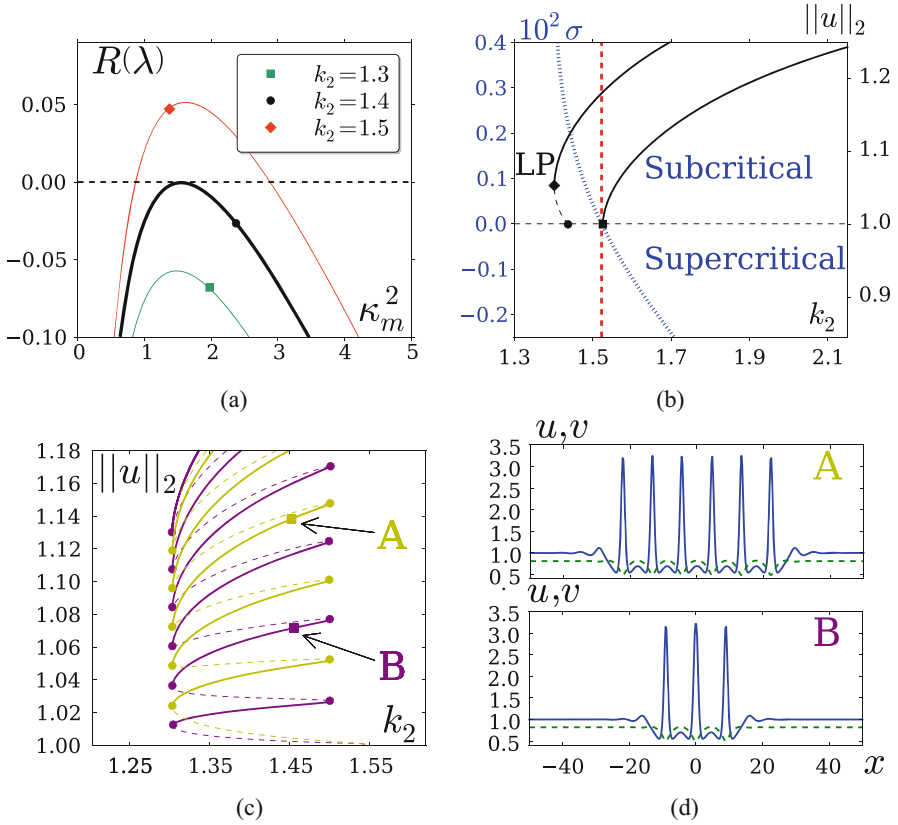 R(λ)
k₂=1.3
k₂=1.4
k₂=1.5
0.05
0.00
−0.05
−0.10
κ_m²
0 1 2 3 4 5
(a)
10² σ
||u||₂
0.4
0.3
0.2
0.1
0.0
−0.1
−0.2
LP
Subcritical
Supercritical
1.2
1.1
1.0
0.9
k₂
1.3 1.5 1.7 1.9 2.1
(b)
1.18
1.16
1.14
1.12
1.10
1.08
1.06
1.04
1.02
1.00
||u||₂
A
B
k₂
1.25 1.35 1.45 1.55
(c)
u,v
3.5
3.0
2.5
2.0
1.5
1.0
0.5
A
u,v
3.5
3.0
2.5
2.0
1.5
1.0
0.5
B
−40 −20 0 20 40 x
(d)